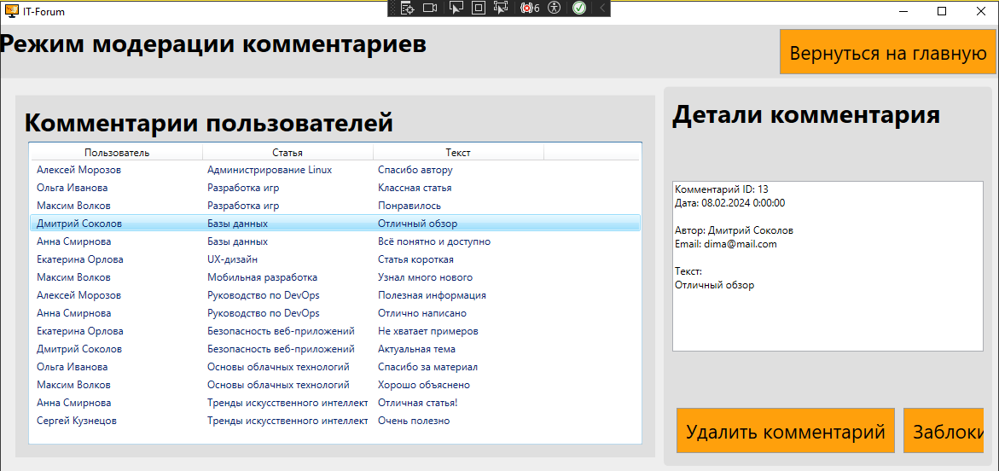 IT-Forum
6
Режим модерации комментариев
Вернуться на главную
Комментарии пользователей
Пользователь Статья Текст
Алексей Морозов Администрирование Linux Спасибо автору
Ольга Иванова Разработка игр Классная статья
Максим Волков Разработка игр Понравилось
Дмитрий Соколов Базы данных Отличный обзор
Анна Смирнова Базы данных Всё понятно и доступно
Екатерина Орлова UX-дизайн Статья короткая
Максим Волков Мобильная разработка Узнал много нового
Алексей Морозов Руководство по DevOps Полезная информация
Анна Смирнова Руководство по DevOps Отлично написано
Екатерина Орлова Безопасность веб-приложений Не хватает примеров
Дмитрий Соколов Безопасность веб-приложений Актуальная тема
Ольга Иванова Основы облачных технологий Спасибо за материал
Максим Волков Основы облачных технологий Хорошо объяснено
Анна Смирнова Тренды искусственного интеллект Отличная статья!
Сергей Кузнецов Тренды искусственного интеллект Очень полезно
Детали комментария
Комментарий ID: 13
Дата: 08.02.2024 0:00:00
Автор: Дмитрий Соколов
Email: dima@mail.com
Текст:
Отличный обзор
Удалить комментарий
Заблоки